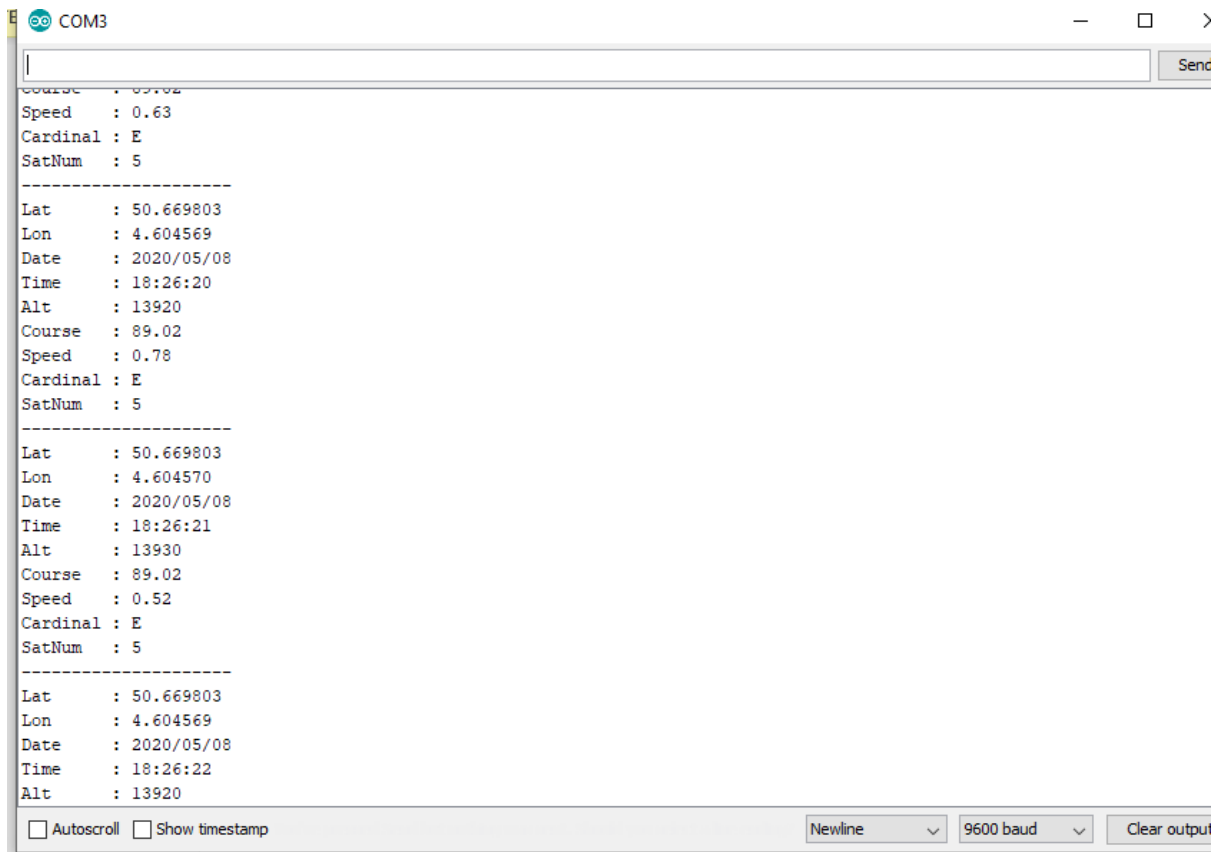 COM3
Send
Course : 89.02
Speed : 0.63
Cardinal : E
SatNum : 5
---------------------
Lat : 50.669803
Lon : 4.604569
Date : 2020/05/08
Time : 18:26:20
Alt : 13920
Course : 89.02
Speed : 0.78
Cardinal : E
SatNum : 5
---------------------
Lat : 50.669803
Lon : 4.604570
Date : 2020/05/08
Time : 18:26:21
Alt : 13930
Course : 89.02
Speed : 0.52
Cardinal : E
SatNum : 5
---------------------
Lat : 50.669803
Lon : 4.604569
Date : 2020/05/08
Time : 18:26:22
Alt : 13920
Autoscroll Show timestamp Newline 9600 baud Clear output